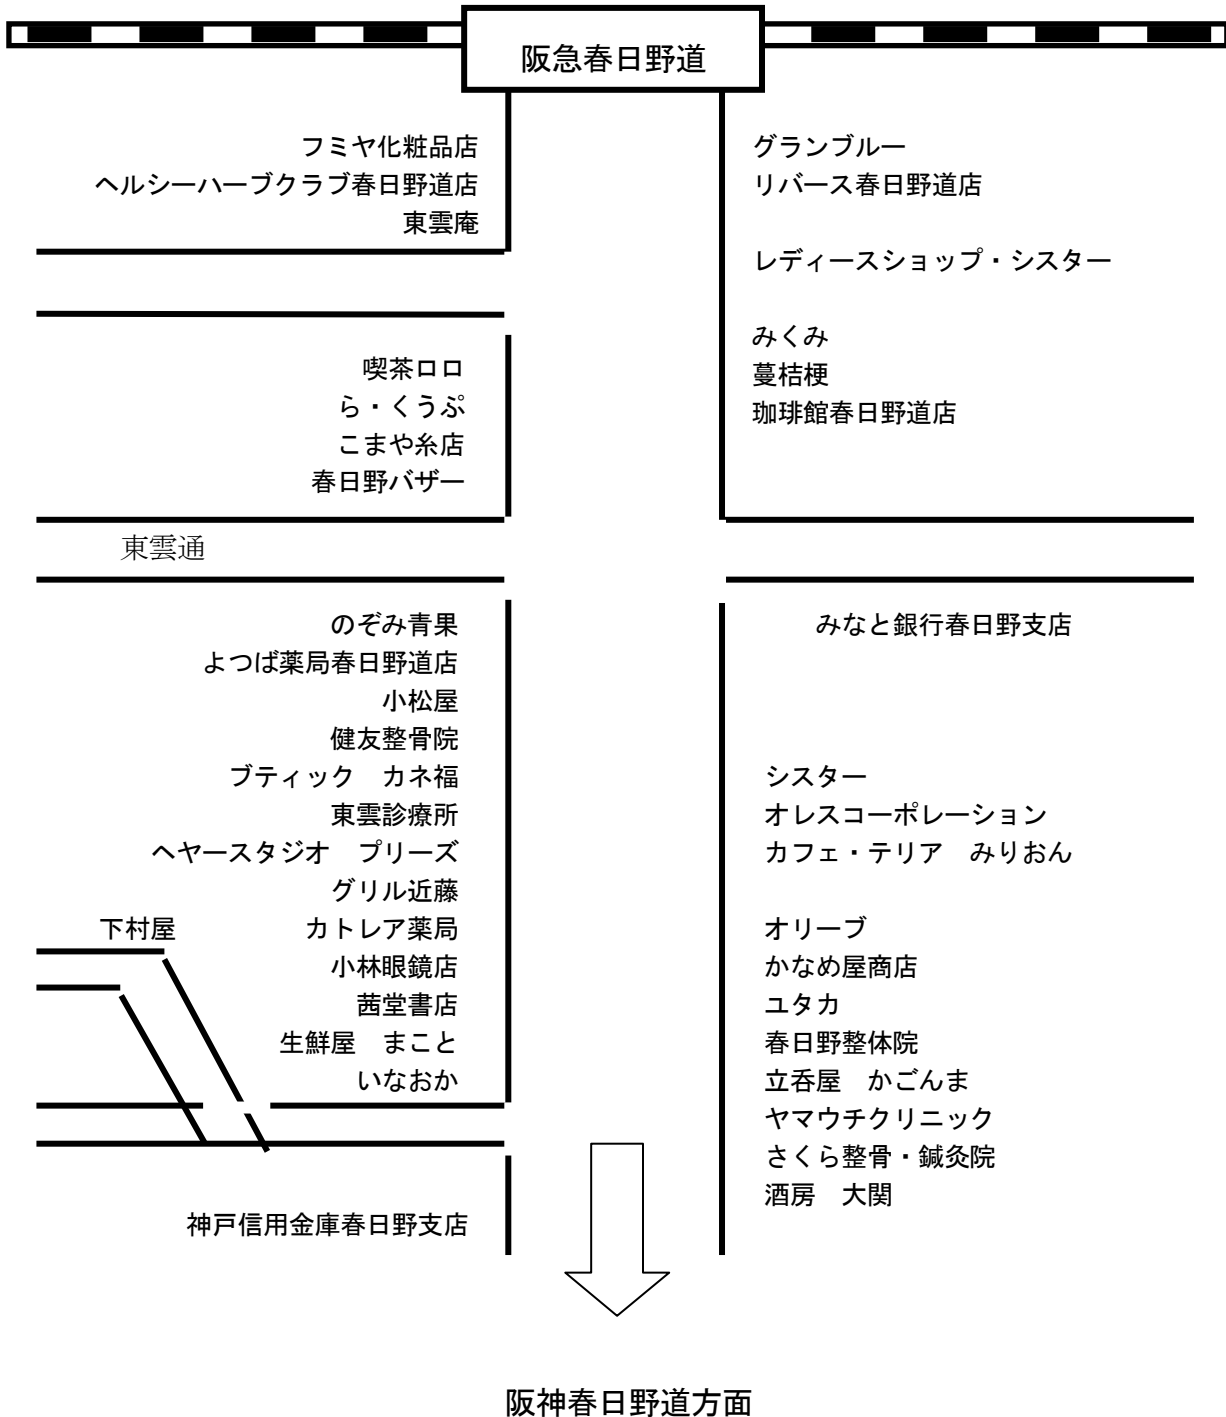 阪急春日野道
フミヤ化粧品店
ヘルシーハーブクラブ春日野道店
東雲庵
グランブルー
リバース春日野道店
レディースショップ・シスター
みくみ
蔓桔梗
珈琲館春日野道店
喫茶ロロ
ら・くうぷ
こまや糸店
春日野バザー
東雲通
のぞみ青果
よつば薬局春日野道店
小松屋
健友整骨院
ブティック　カネ福
東雲診療所
ヘヤースタジオ　プリーズ
グリル近藤
カトレア薬局
小林眼鏡店
茜堂書店
生鮮屋　まこと
いなおか
下村屋
みなと銀行春日野支店
シスター
オレスコーポレーション
カフェ・テリア　みりおん
オリーブ
かなめ屋商店
ユタカ
春日野整体院
立呑屋　かごんま
ヤマウチクリニック
さくら整骨・鍼灸院
酒房　大関
神戸信用金庫春日野支店
阪神春日野道方面